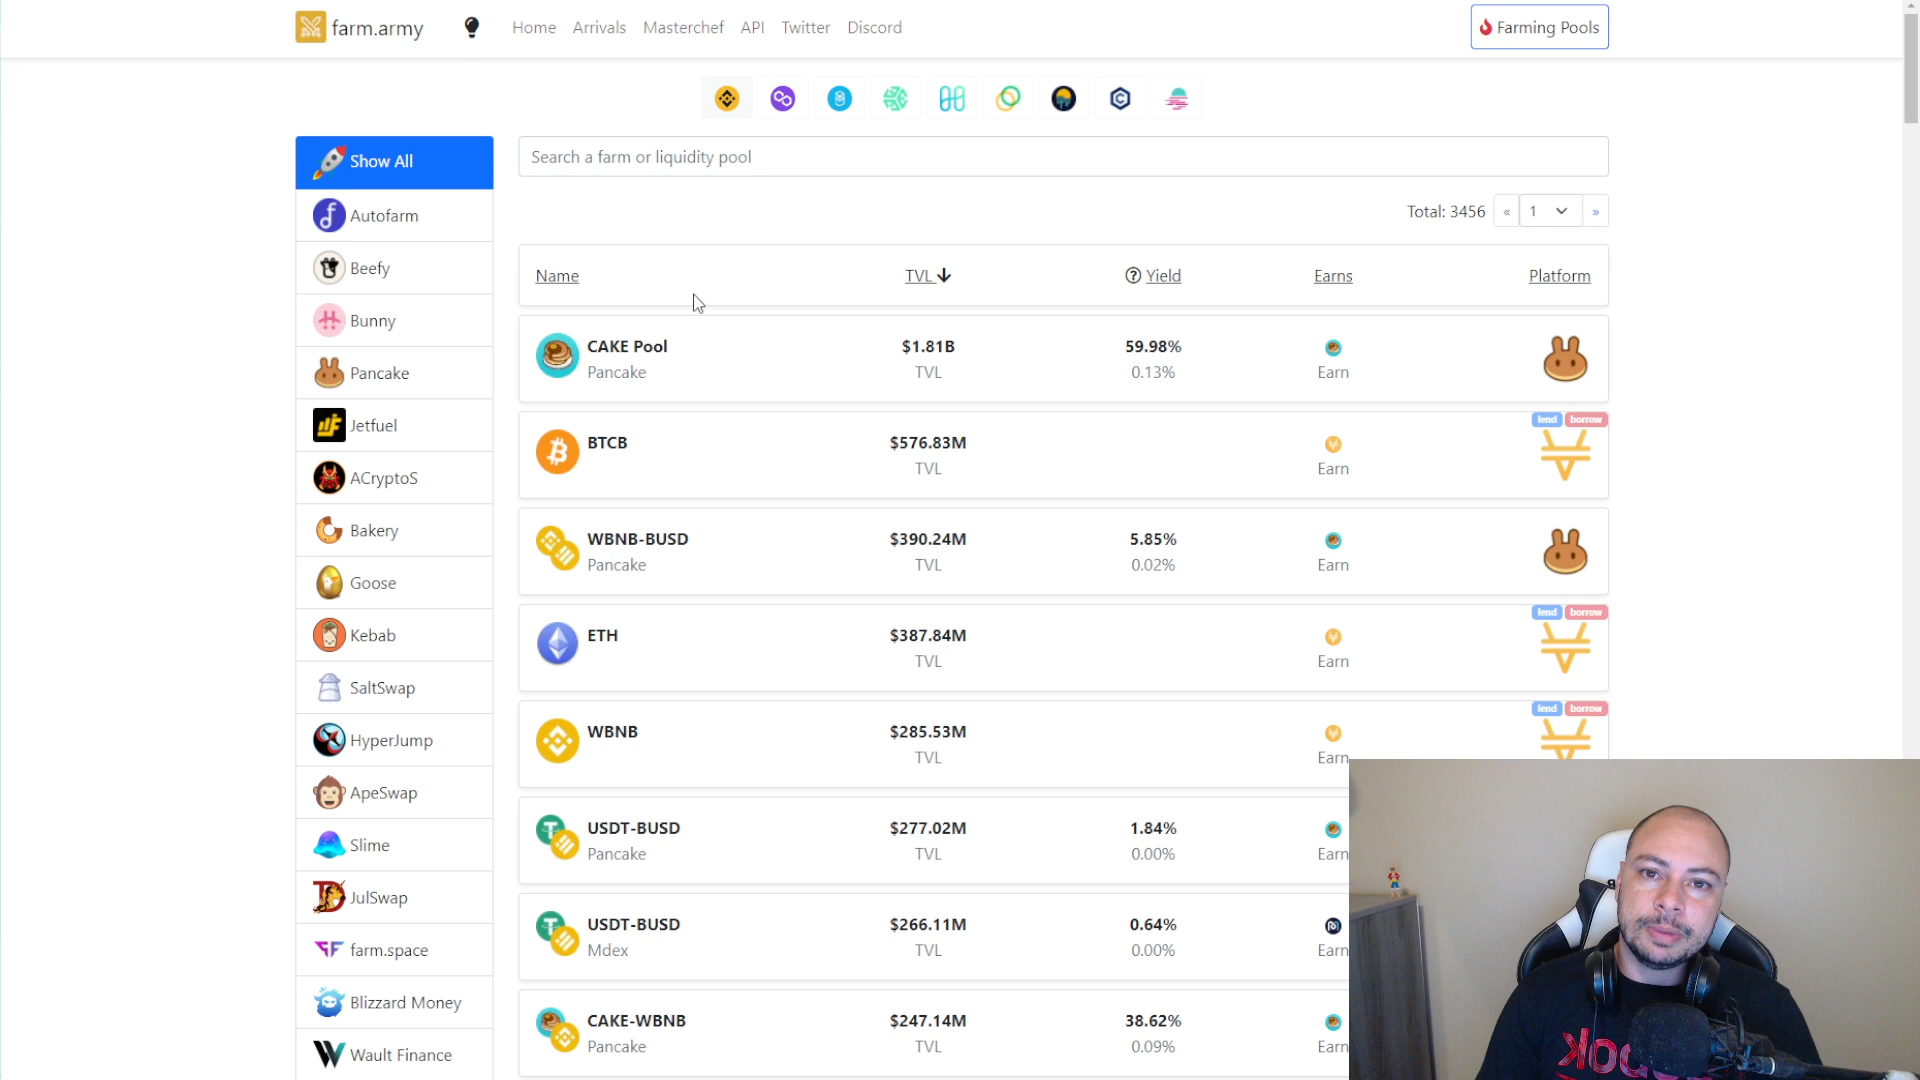 farm.army
Home
Arrivals
Masterchef
API
Twitter
Discord
Farming Pools
Show All
Autofarm
Beefy
Bunny
Pancake
Jetfuel
ACryptoS
Bakery
Goose
Kebab
SaltSwap
HyperJump
ApeSwap
Slime
JulSwap
farm.space
Blizzard Money
Wault Finance
Search a farm or liquidity pool
Total: 3456 « 1 »
Name TVL Yield Earns Platform
CAKE Pool $1.81B 59.98%
Pancake TVL 0.13% Earn
lend borrow
BTCB $576.83M
TVL Earn
WBNB-BUSD $390.24M 5.85%
Pancake TVL 0.02% Earn
lend borrow
ETH $387.84M
TVL Earn
lend borrow
WBNB $285.53M
TVL Earn
USDT-BUSD $277.02M 1.84%
Pancake TVL 0.00% Earn
USDT-BUSD $266.11M 0.64%
Mdex TVL 0.00% Earn
CAKE-WBNB $247.14M 38.62%
Pancake TVL 0.09% Earn